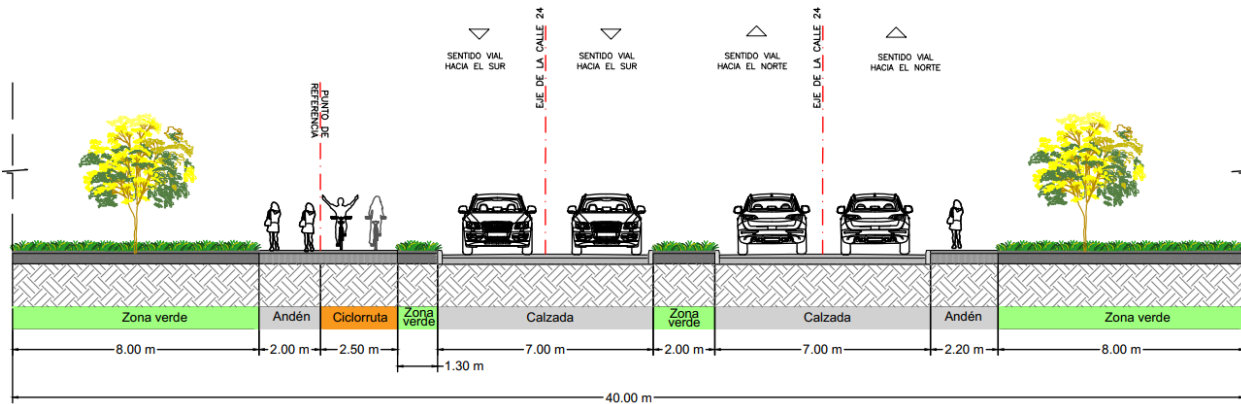 SENTIDO VIAL
HACIA EL SUR
EJE DE LA CALLE 24
SENTIDO VIAL
HACIA EL SUR
SENTIDO VIAL
HACIA EL NORTE
EJE DE LA CALLE 24
SENTIDO VIAL
HACIA EL NORTE
PUNTO DE
REFERENCIA
Zona verde
Andén
Ciclorruta
Zona
verde
Calzada
Zona
verde
Calzada
Andén
Zona verde
8.00 m
2.00 m
2.50 m
7.00 m
2.00 m
7.00 m
2.20 m
8.00 m
1.30 m
40.00 m